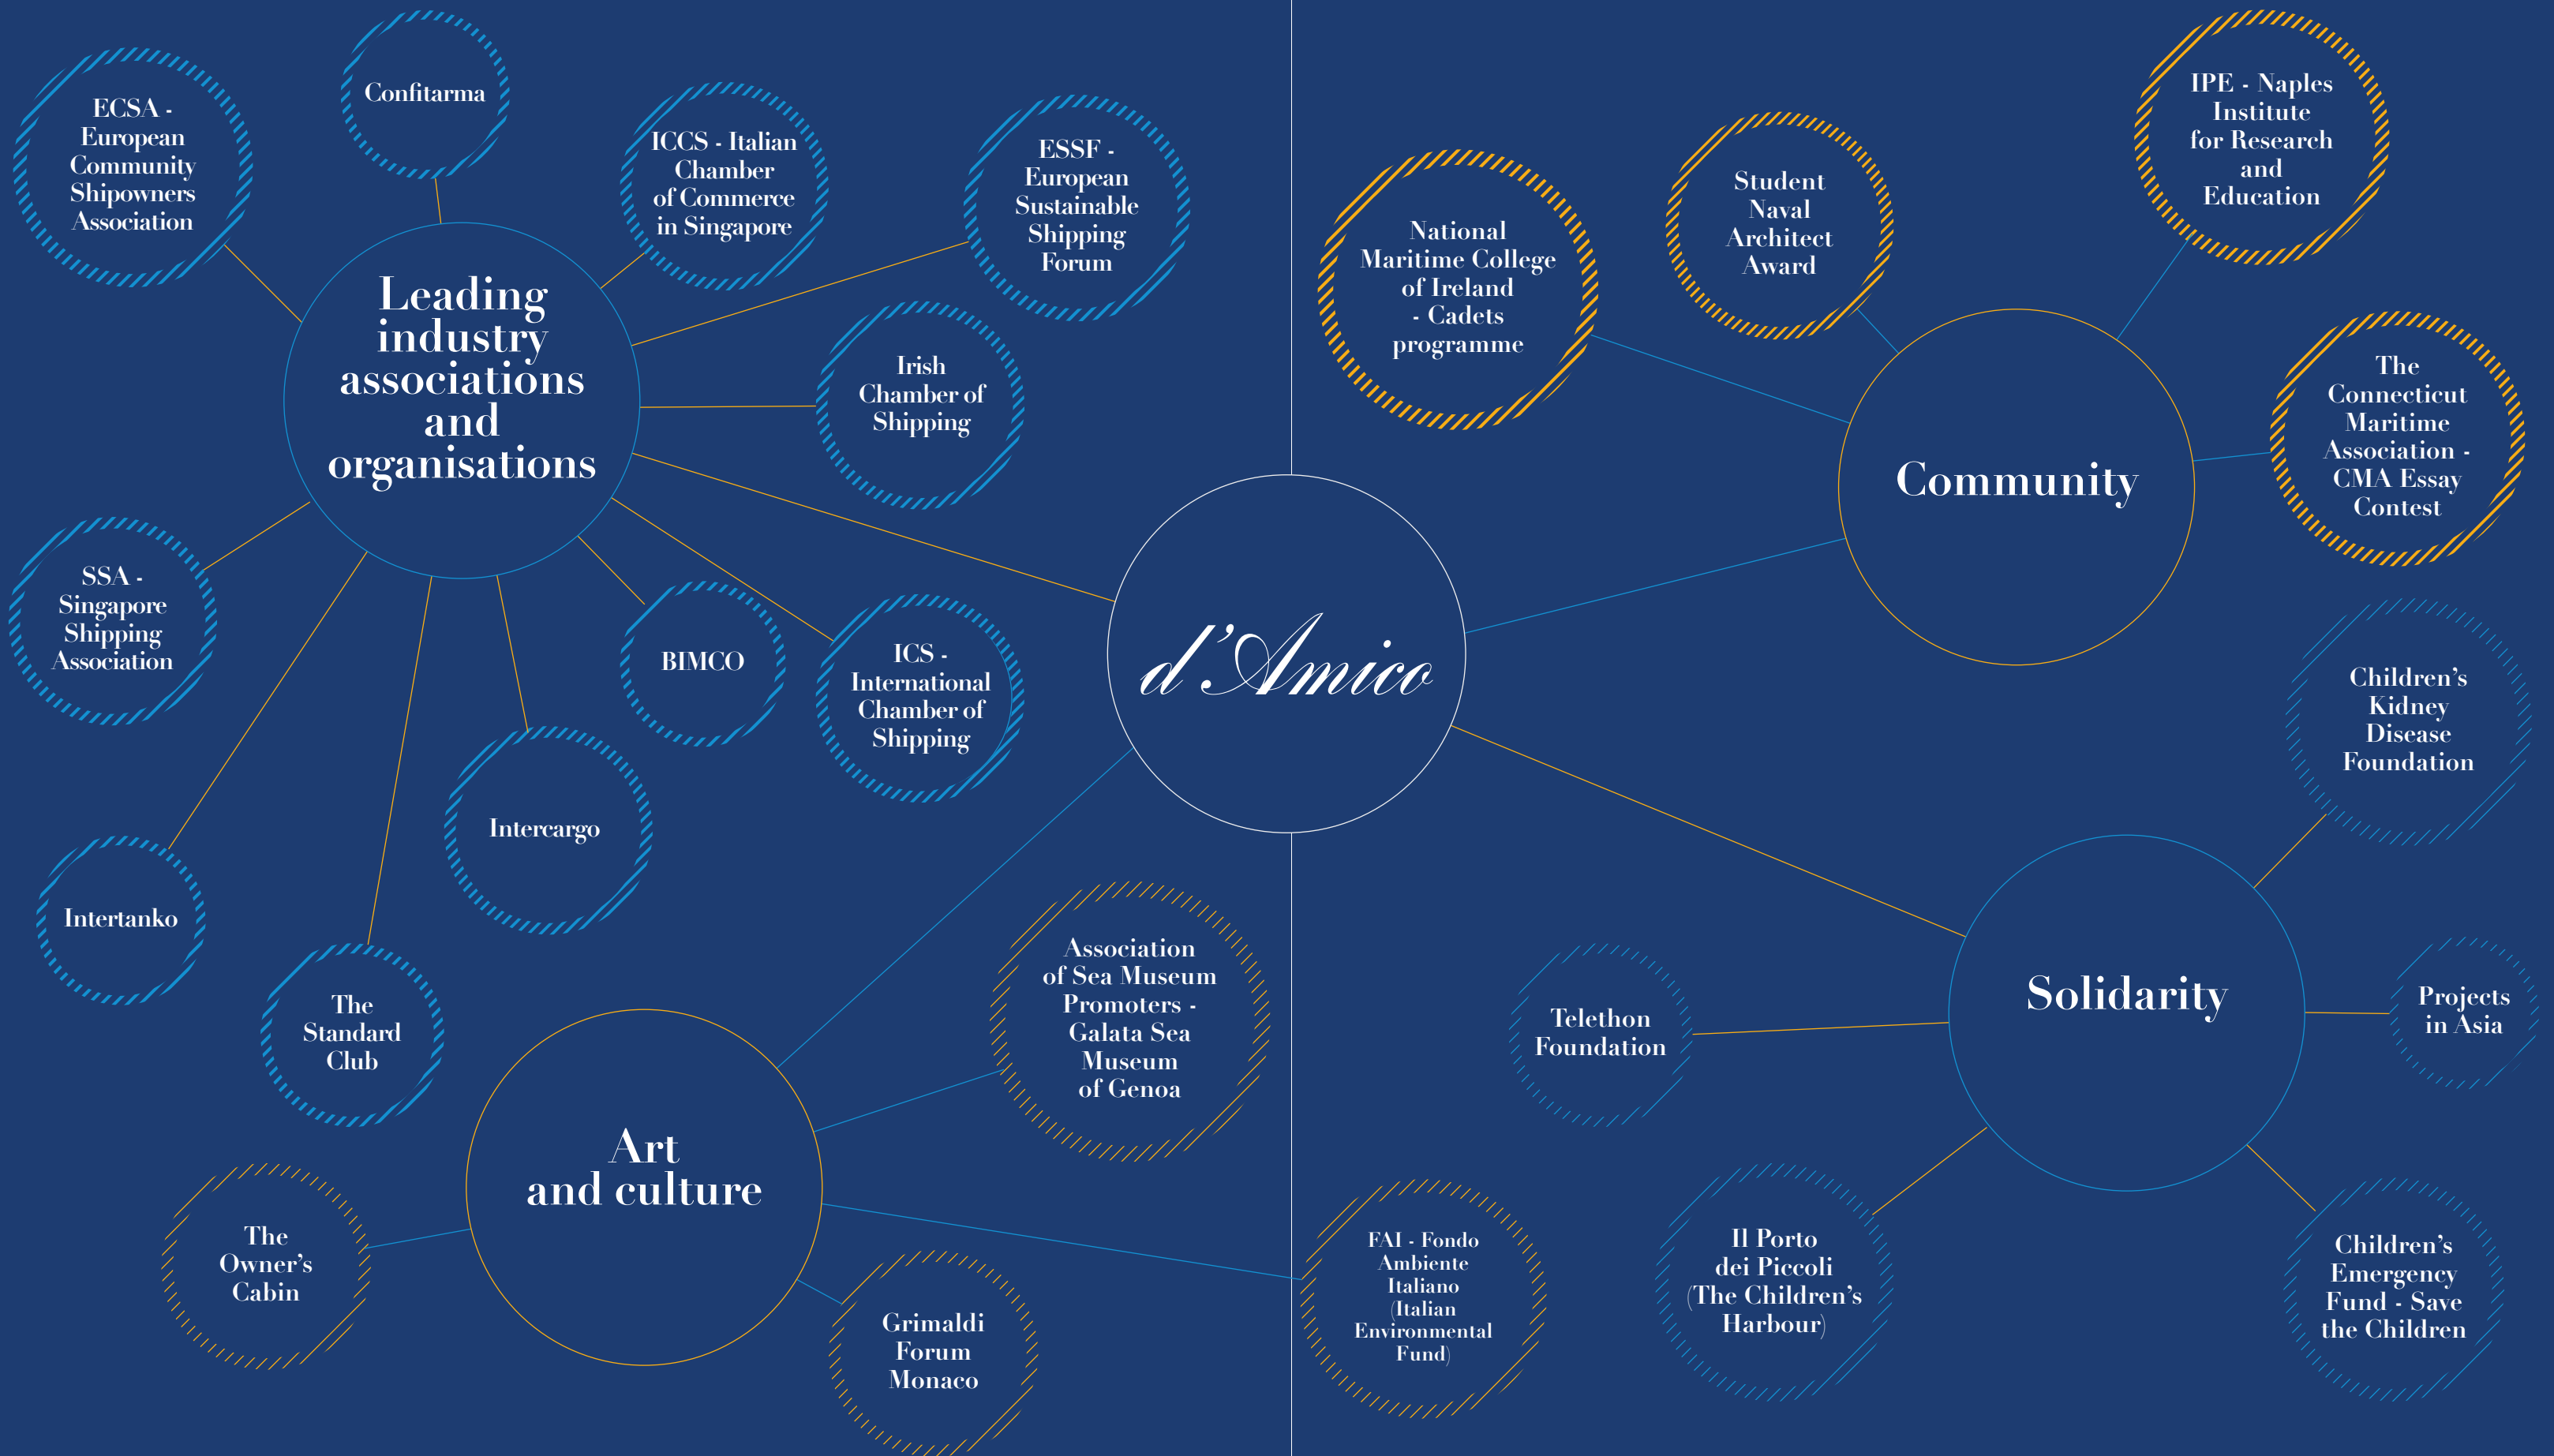 ECSA -
European
Community
Shipowners
Association
Confitarma
ICCS - Italian
Chamber
of Commerce
in Singapore
ESSF -
European
Sustainable
Shipping
Forum
Leading
industry
associations
and
organisations
Irish
Chamber of
Shipping
SSA -
Singapore
Shipping
Association
BIMCO
ICS -
International
Chamber of
Shipping
Intercargo
Intertanko
The
Standard
Club
d'Amico
National
Maritime College
of Ireland
- Cadets
programme
Student
Naval
Architect
Award
IPE - Naples
Institute
for Research
and
Education
The
Connecticut
Maritime
Association -
CMA Essay
Contest
Community
Children's
Kidney
Disease
Foundation
Solidarity
Projects
in Asia
Telethon
Foundation
Il Porto
dei Piccoli
(The Children's
Harbour)
Children's
Emergency
Fund - Save
the Children
Association
of Sea Museum
Promoters -
Galata Sea
Museum
of Genoa
Art
and culture
The
Owner's
Cabin
Grimaldi
Forum
Monaco
FAI - Fondo
Ambiente
Italiano
(Italian
Environmental
Fund)